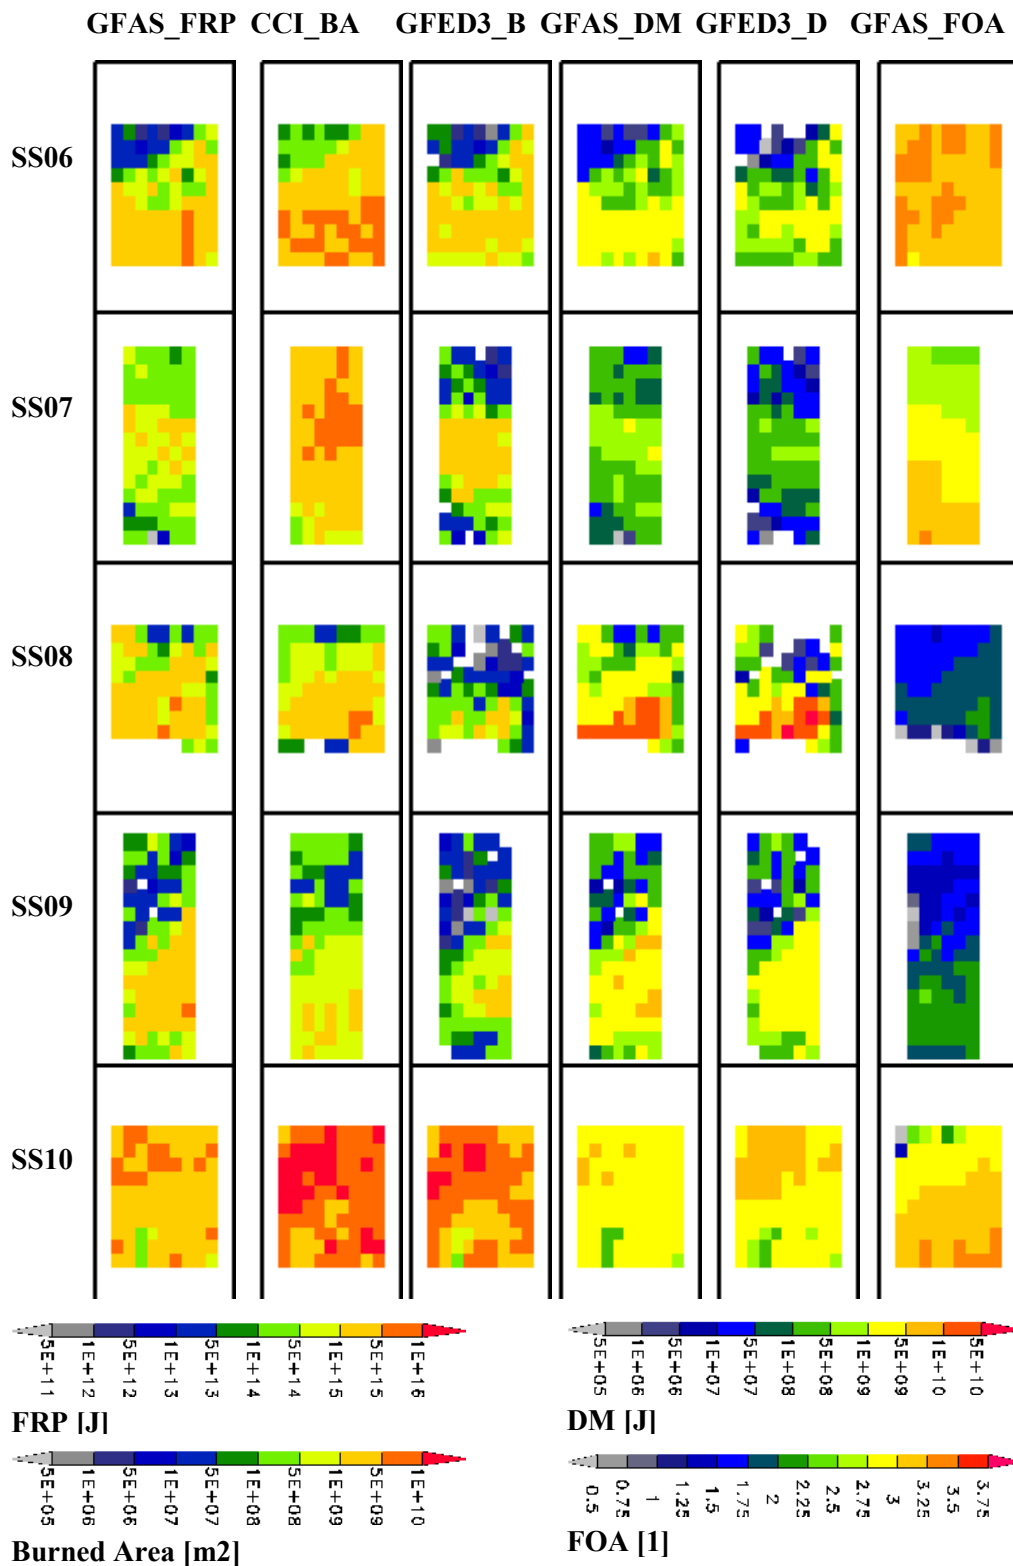 GFAS_FRP CCI_BA GFED3_B GFAS_DM GFED3_D GFAS_FOA
SS06
SS07
SS08
SS09
SS10
5E+11 1E+12 5E+12 1E+13 5E+13 1E+14 5E+14 1E+15 5E+15 1E+16
FRP [J]
5E+05 1E+06 5E+06 1E+07 5E+07 1E+08 5E+08 1E+09 5E+09 1E+10
Burned Area [m2]
5E+05 1E+06 5E+06 1E+07 5E+07 1E+08 5E+08 1E+09 5E+09 1E+10 5E+10
DM [J]
0.5 0.75 1 1.25 1.5 1.75 2 2.25 2.5 2.75 3 3.25 3.5 3.75
FOA [1]